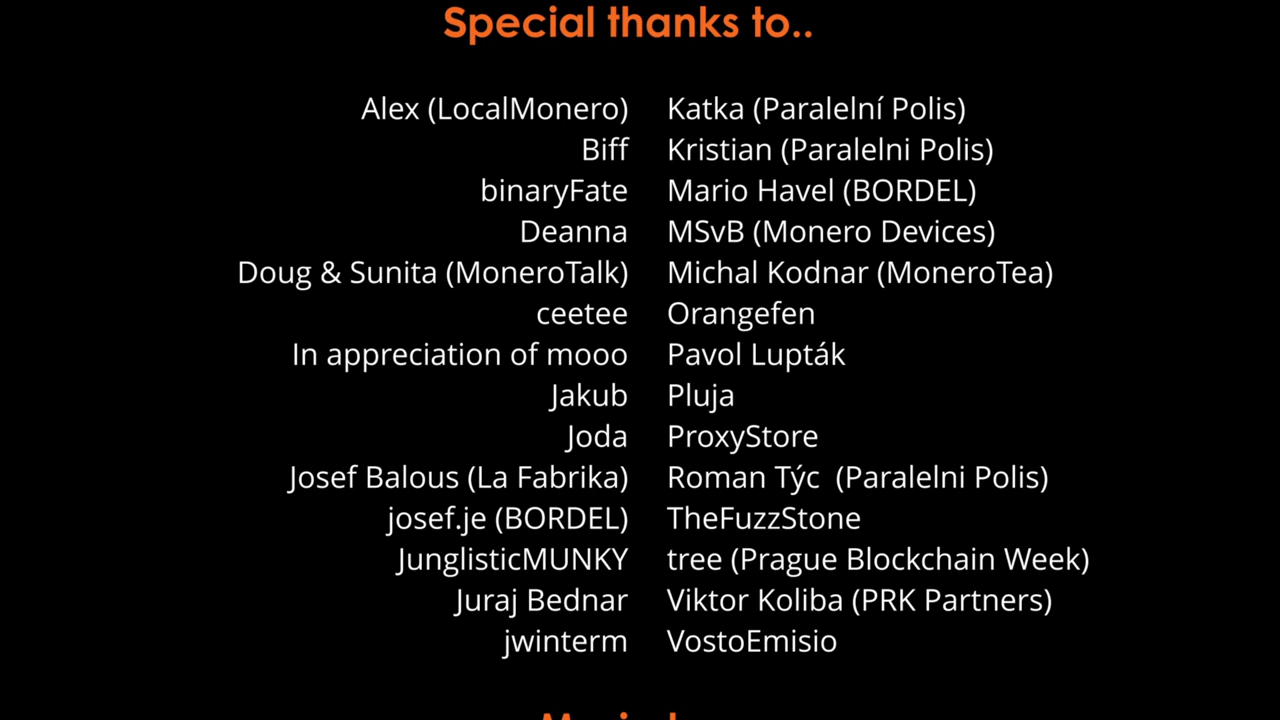 Special thanks to..
Alex (LocalMonero) Katka (Paralelní Polis)
Biff Kristian (Paralelni Polis)
binaryFate Mario Havel (BORDEL)
Deanna MSvB (Monero Devices)
Doug & Sunita (MoneroTalk) Michal Kodnar (MoneroTea)
ceetee Orangefen
In appreciation of mooo Pavol Lupták
Jakub Pluja
Joda ProxyStore
Josef Balous (La Fabrika) Roman Týc (Paralelni Polis)
josef.je (BORDEL) TheFuzzStone
JunglisticMUNKY tree (Prague Blockchain Week)
Juraj Bednar Viktor Koliba (PRK Partners)
jwinterm VostoEmisio